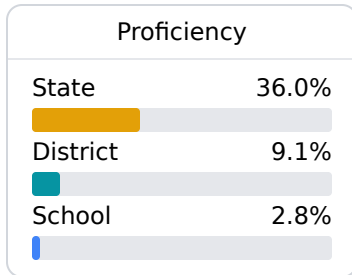 Proficiency
State 36.0%
District 9.1%
School 2.8%